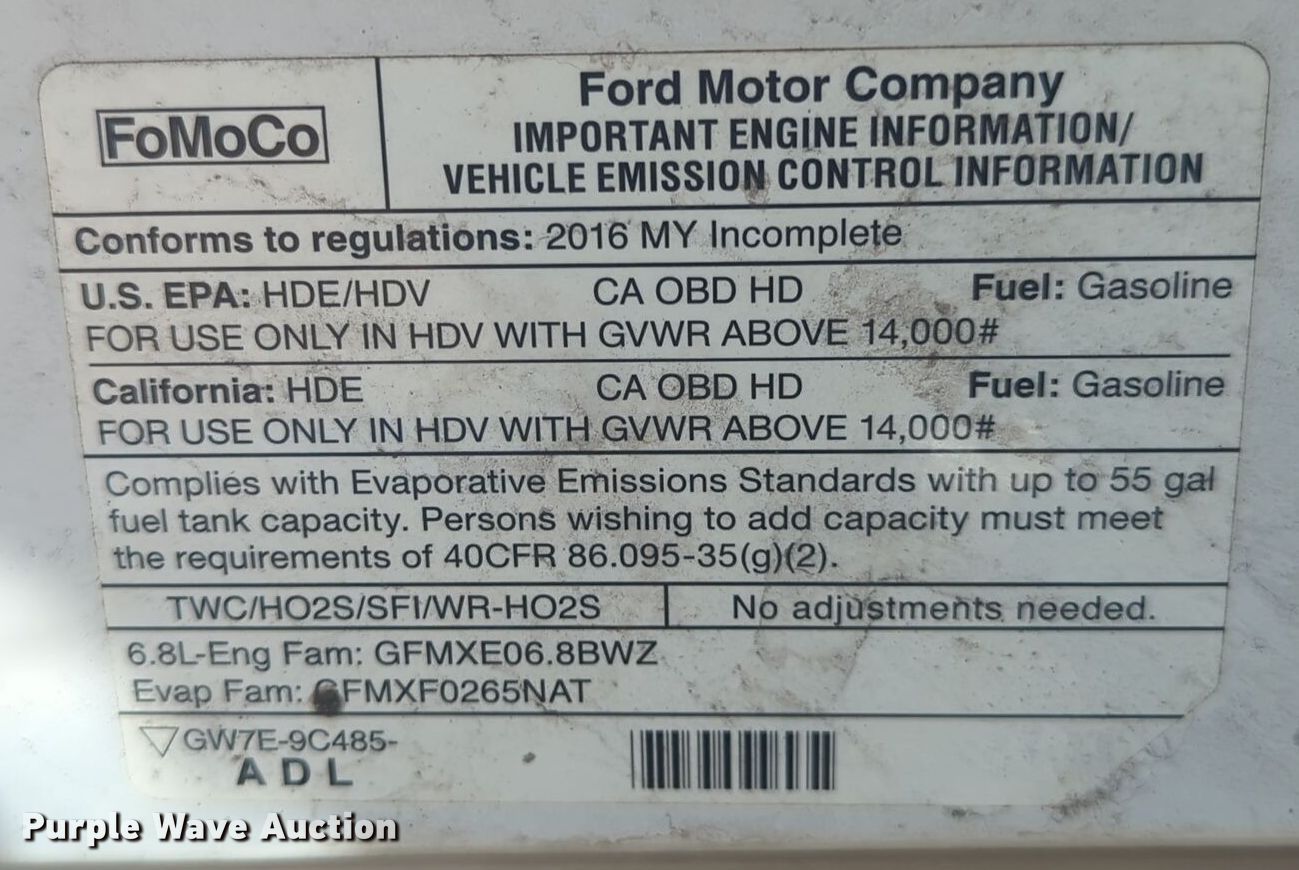 FoMoCo
Ford Motor Company
IMPORTANT ENGINE INFORMATION/
VEHICLE EMISSION CONTROL INFORMATION
Conforms to regulations: 2016 MY Incomplete
U.S. EPA: HDE/HDV CA OBD HD Fuel: Gasoline
FOR USE ONLY IN HDV WITH GVWR ABOVE 14,000#
California: HDE CA OBD HD Fuel: Gasoline
FOR USE ONLY IN HDV WITH GVWR ABOVE 14,000#
Complies with Evaporative Emissions Standards with up to 55 gal
fuel tank capacity. Persons wishing to add capacity must meet
the requirements of 40CFR 86.095-35(g)(2).
TWC/HO2S/SFI/WR-HO2S No adjustments needed.
6.8L-Eng Fam: GFMXE06.8BWZ
Evap Fam: GFMXF0265NAT
GW7E-9C485-
A D L
Purple Wave Auction